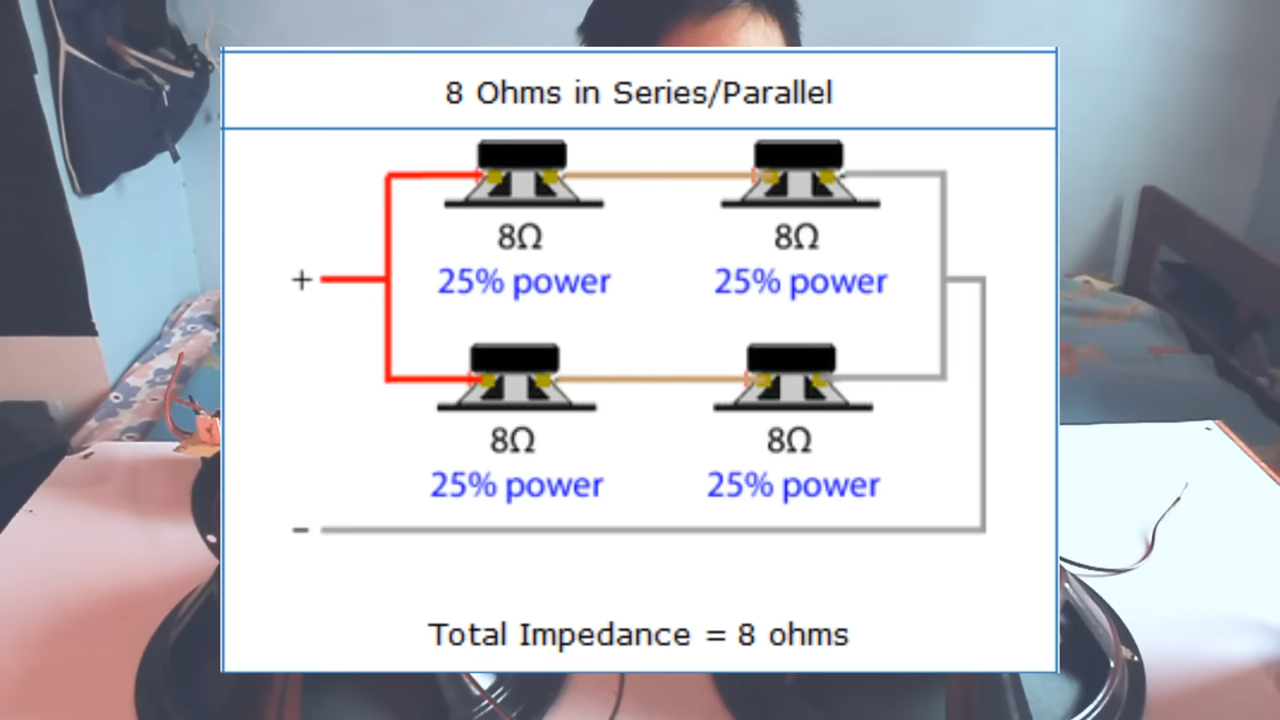 8 Ohms in Series/Parallel
8Ω 8Ω
25% power 25% power
+
8Ω 8Ω
25% power 25% power
–
Total Impedance = 8 ohms